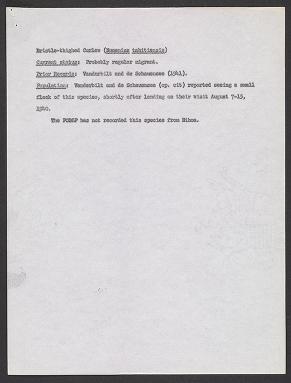 Bristle-thighed Curlew (Numenius tahitiensis)
Current status: Probably regular migrant.
Prior Records: Vanderbilt and de Schauensee (1941).
Population: Vanderbilt and de Schauensee (op. cit) reported seeing a small
flock of this species, shortly after landing on their visit August 7-15,
1940.
The POBSP has not recorded this species from Nihoa.